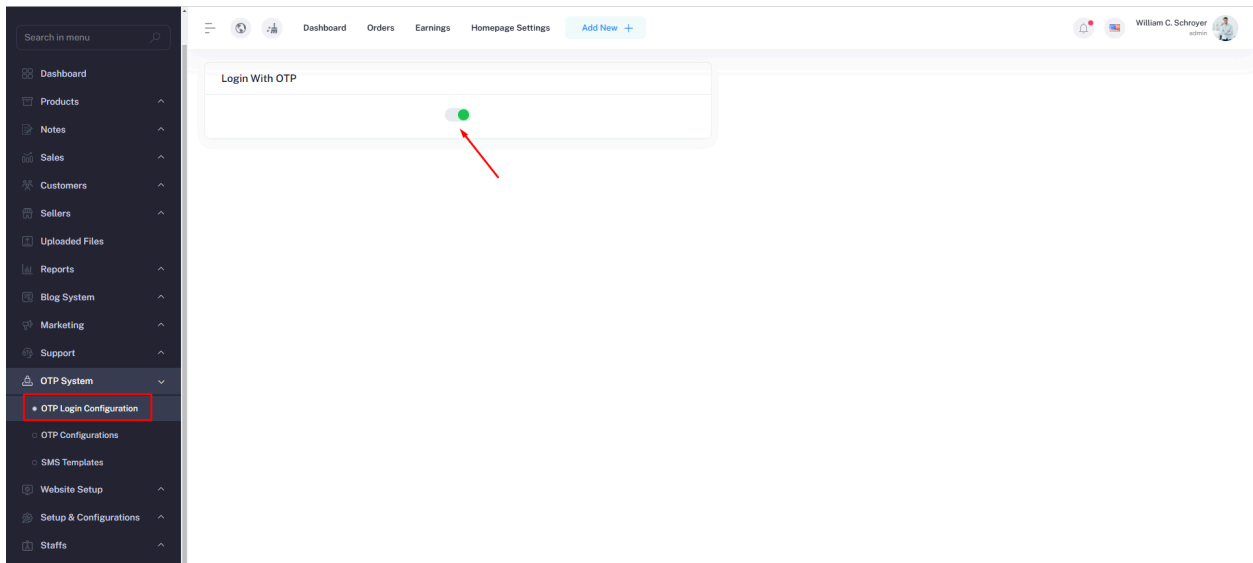 Search in menu
Dashboard
Products
Notes
Sales
Customers
Sellers
Uploaded Files
Reports
Blog System
Marketing
Support
OTP System
OTP Login Configuration
OTP Configurations
SMS Templates
Website Setup
Setup & Configurations
Staffs
Dashboard Orders Earnings Homepage Settings Add New +
William C. Schroyer
admin
Login With OTP